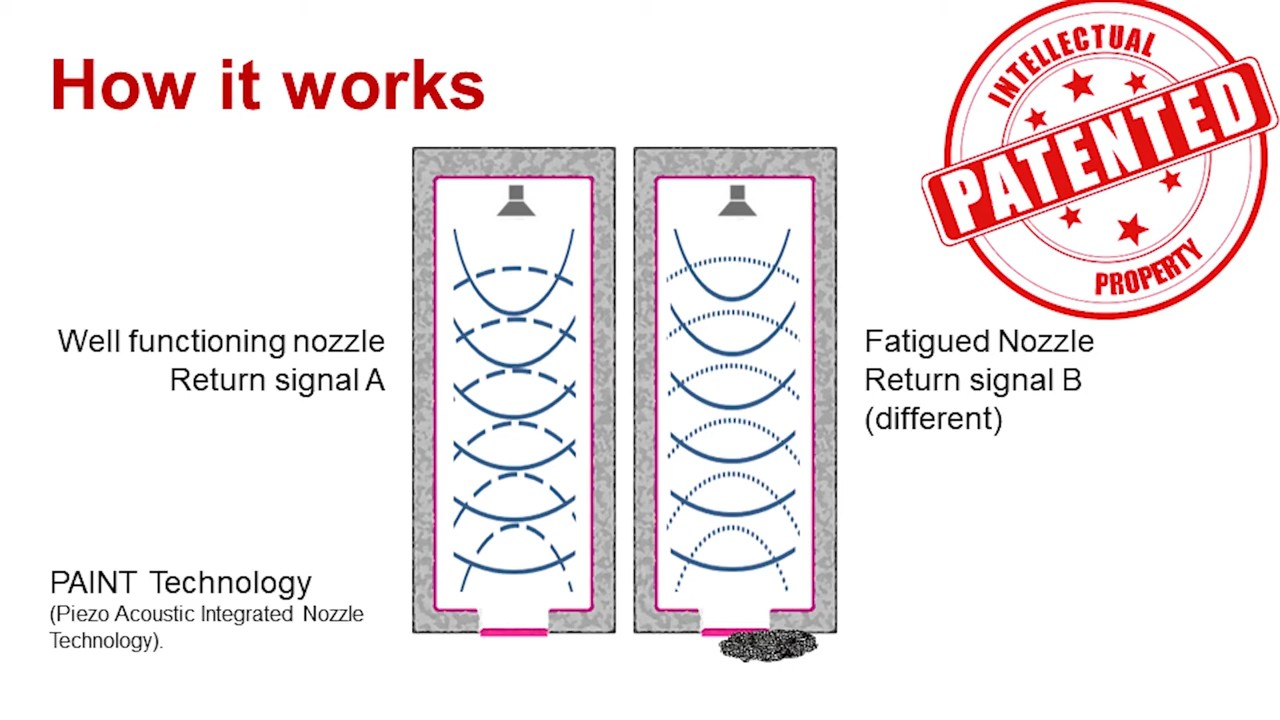 How it works
INTELLECTUAL
PATENTED
PROPERTY
Well functioning nozzle
Return signal A
Fatigued Nozzle
Return signal B
(different)
PAINT Technology
(Piezo Acoustic Integrated Nozzle
Technology).